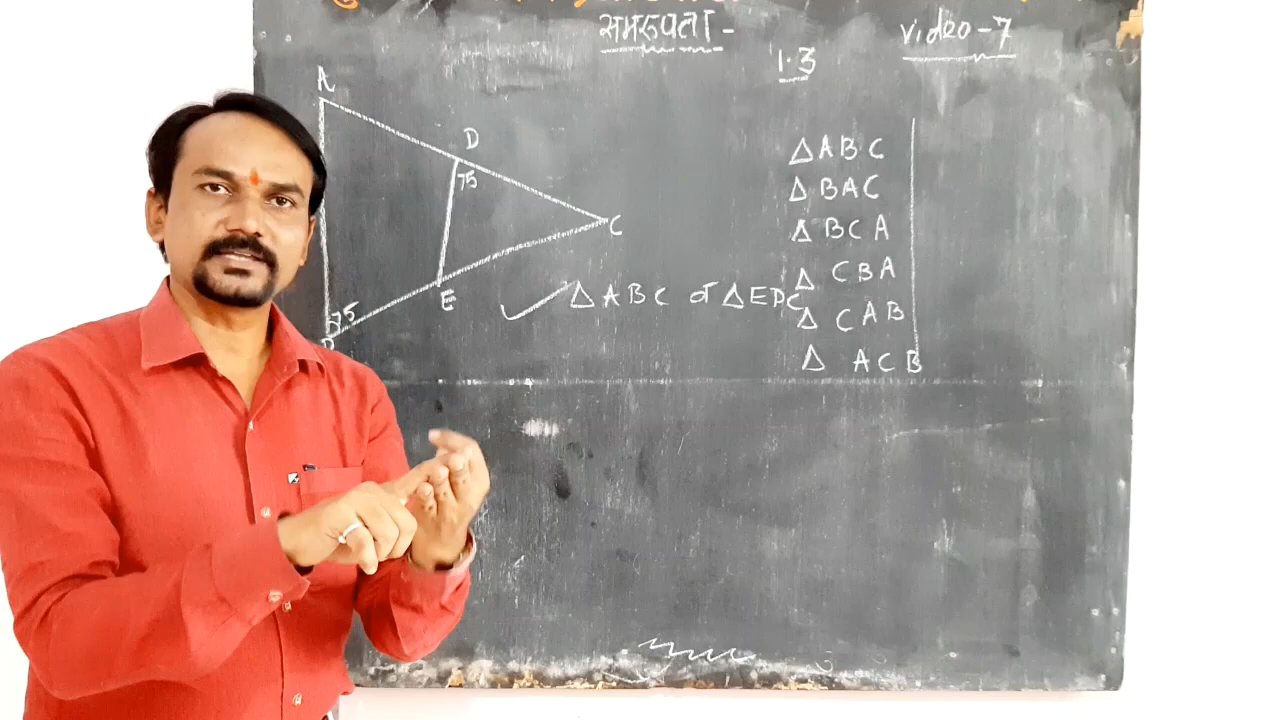 समरूपता -
video-7
1.3
A
D
75
C
E
75
B
△ABC व △EDC
△ABC
△BAC
△BCA
△CBA
△CAB
△ACB